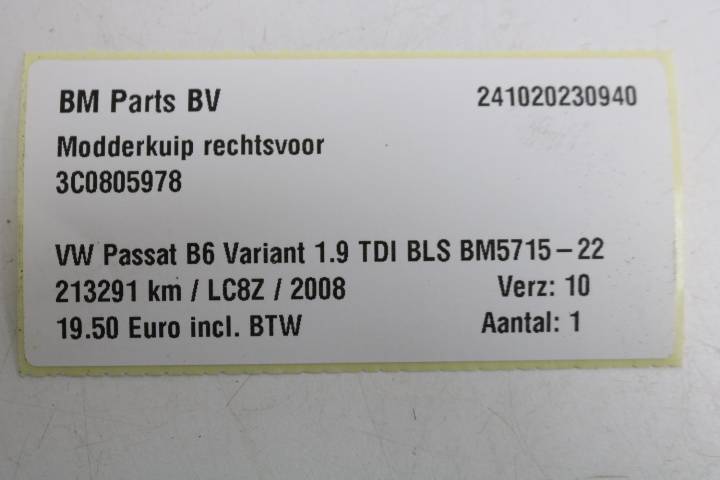 BM Parts BV 241020230940
Modderkuip rechtsvoor
3C0805978
VW Passat B6 Variant 1.9 TDI BLS BM5715-22
213291 km / LC8Z / 2008 Verz: 10
19.50 Euro incl. BTW Aantal: 1